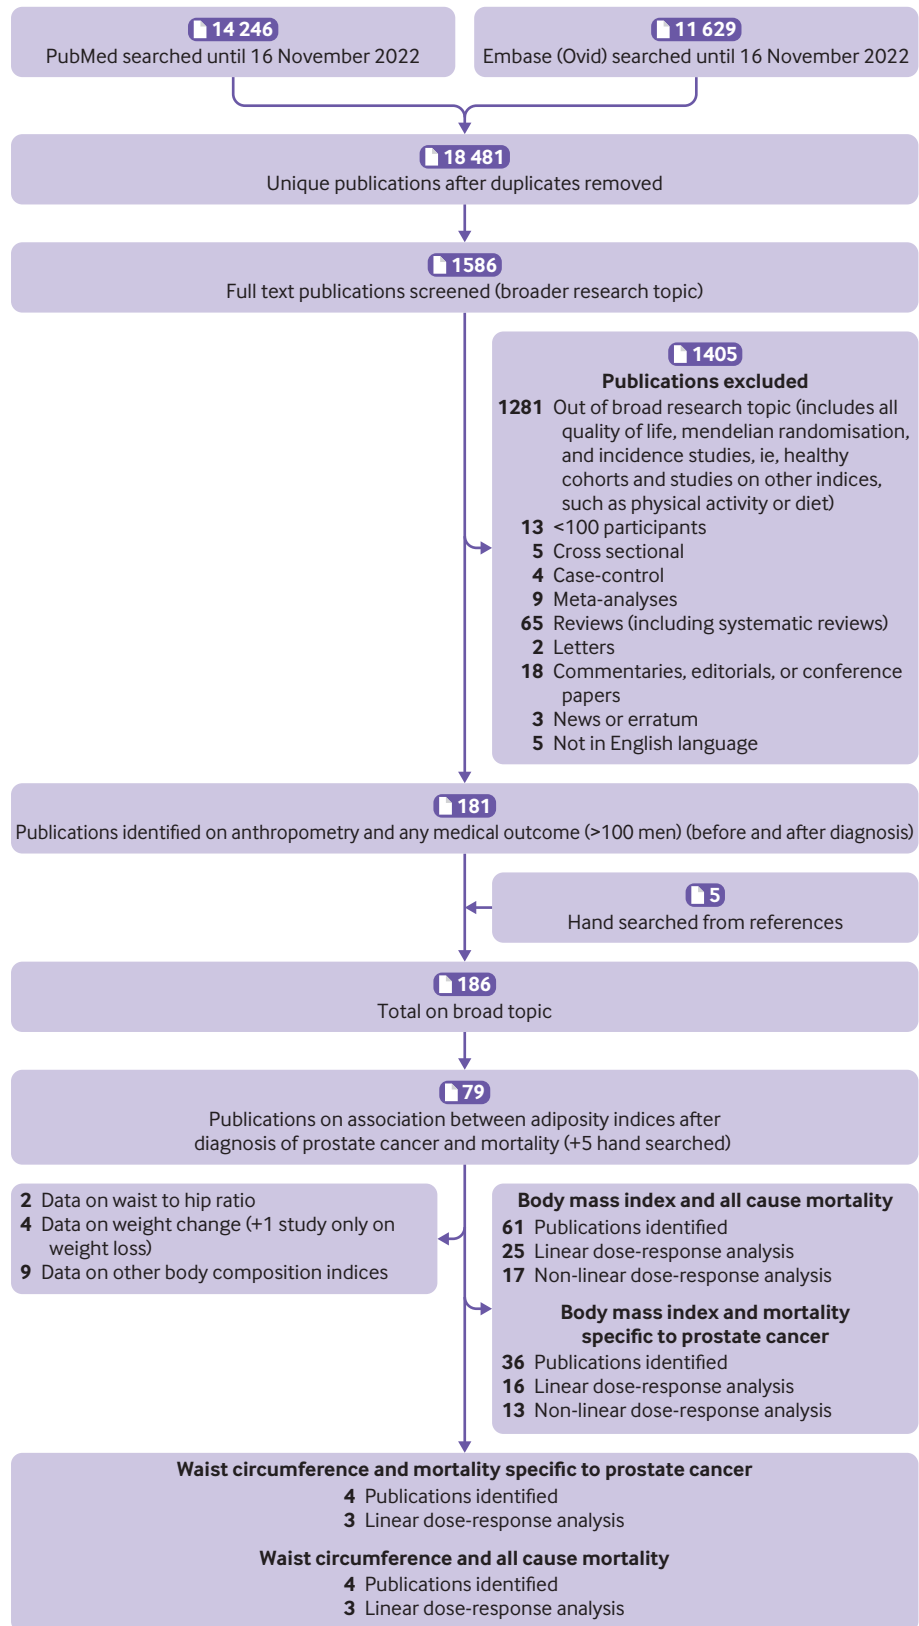 14 246
PubMed searched until 16 November 2022
11 629
Embase (Ovid) searched until 16 November 2022
18 481
Unique publications after duplicates removed
1586
Full text publications screened (broader research topic)
1405
Publications excluded
1281 Out of broad research topic (includes all
quality of life, mendelian randomisation,
and incidence studies, ie, healthy
cohorts and studies on other indices,
such as physical activity or diet)
13 <100 participants
5 Cross sectional
4 Case-control
9 Meta-analyses
65 Reviews (including systematic reviews)
2 Letters
18 Commentaries, editorials, or conference
papers
3 News or erratum
5 Not in English language
181
Publications identified on anthropometry and any medical outcome (>100 men) (before and after diagnosis)
5
Hand searched from references
186
Total on broad topic
79
Publications on association between adiposity indices after
diagnosis of prostate cancer and mortality (+5 hand searched)
2 Data on waist to hip ratio
4 Data on weight change (+1 study only on
weight loss)
9 Data on other body composition indices
Body mass index and all cause mortality
61 Publications identified
25 Linear dose-response analysis
17 Non-linear dose-response analysis
Body mass index and mortality
specific to prostate cancer
36 Publications identified
16 Linear dose-response analysis
13 Non-linear dose-response analysis
Waist circumference and mortality specific to prostate cancer
4 Publications identified
3 Linear dose-response analysis
Waist circumference and all cause mortality
4 Publications identified
3 Linear dose-response analysis